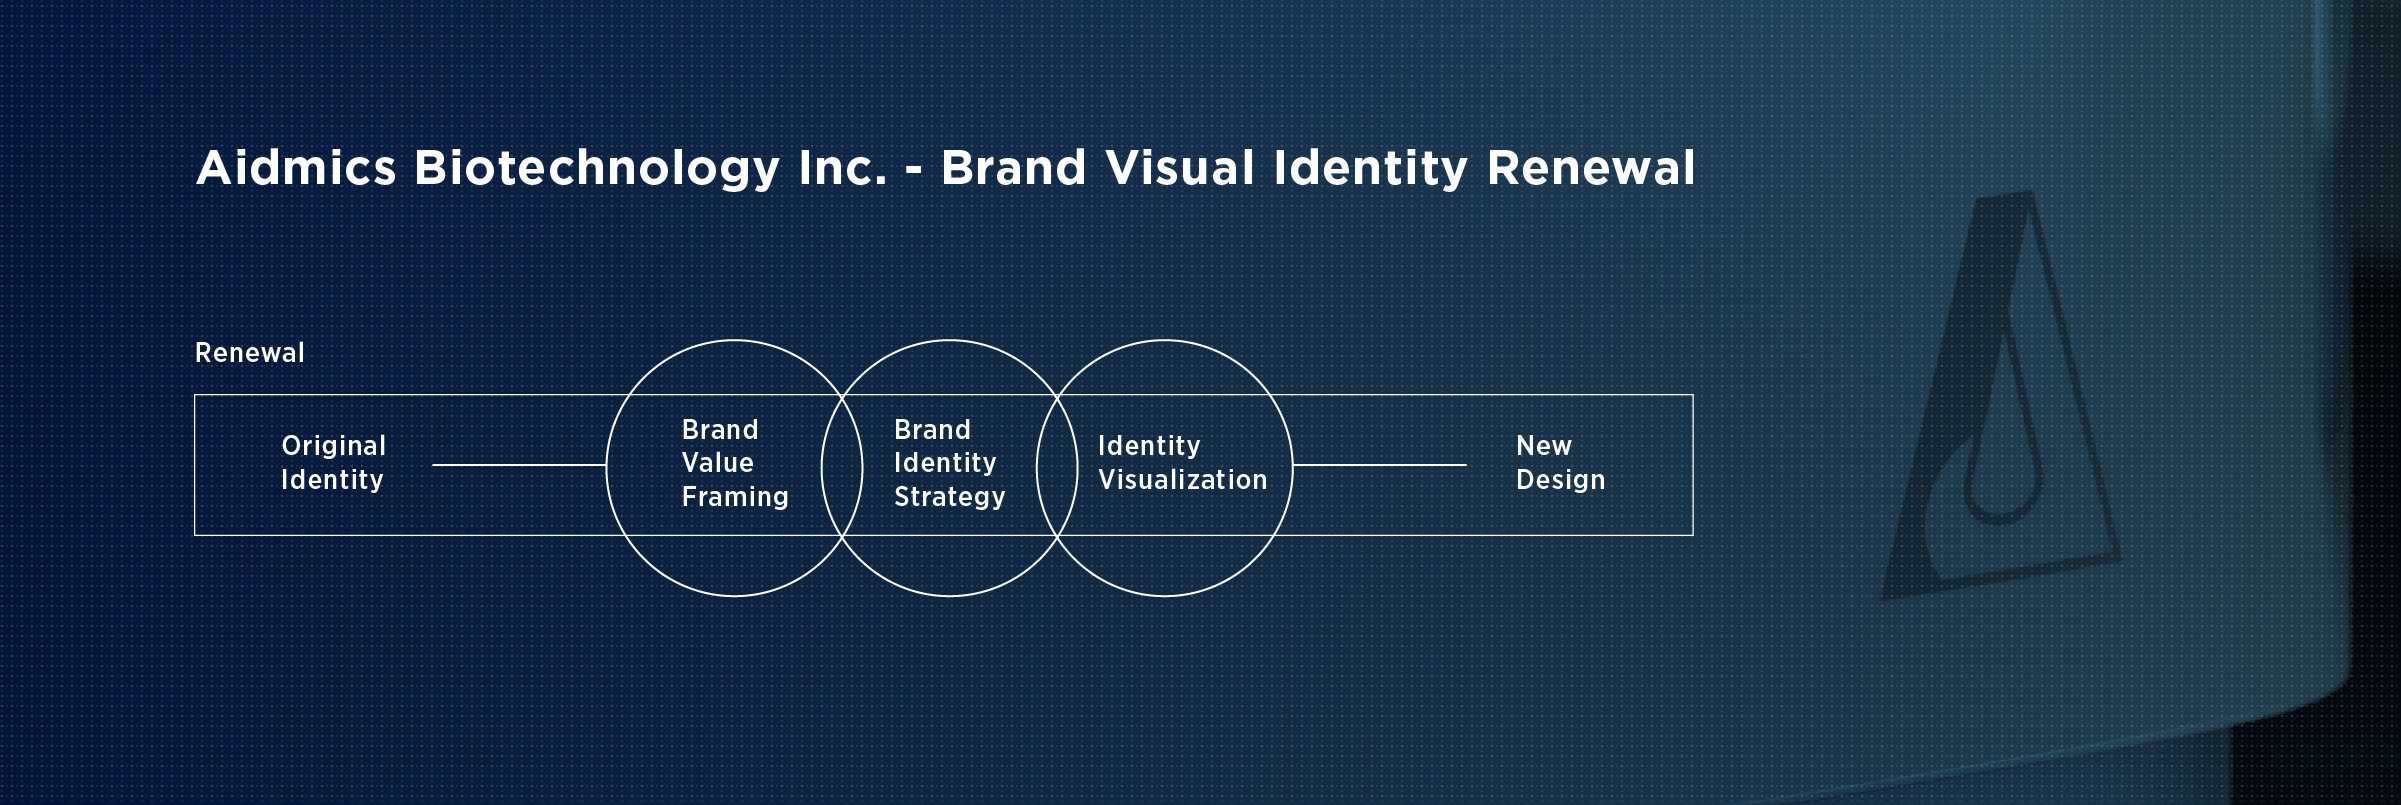 Aidmics Biotechnology Inc. - Brand Visual Identity Renewal
Renewal
Original
Identity
Brand
Value
Framing
Brand
Identity
Strategy
Identity
Visualization
New
Design